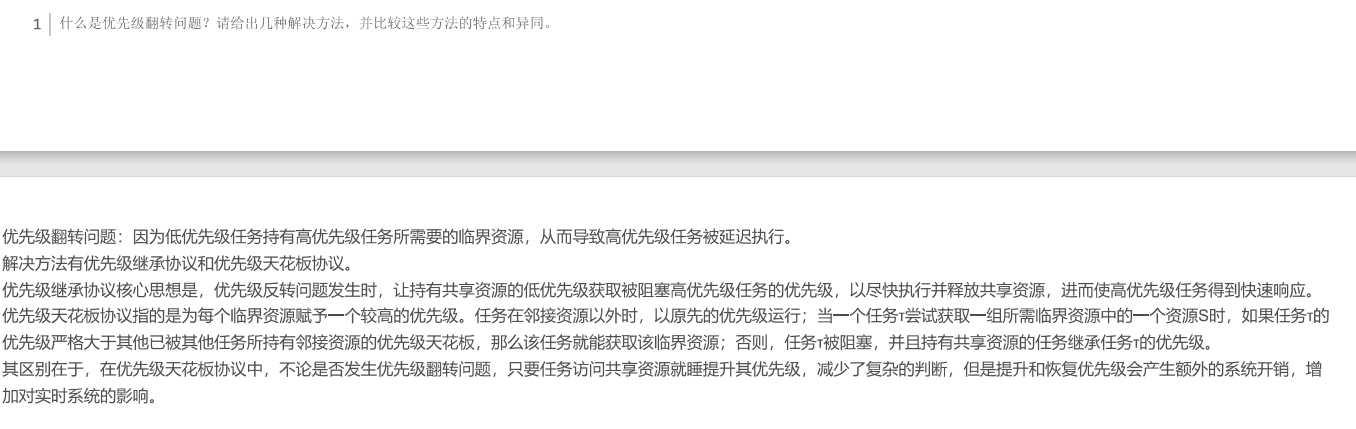 1 什么是优先级翻转问题？请给出几种解决方法，并比较这些方法的特点和异同。
优先级翻转问题：因为低优先级任务持有高优先级任务所需要的临界资源，从而导致高优先级任务被延迟执行。
解决方法有优先级继承协议和优先级天花板协议。
优先级继承协议核心思想是，优先级反转问题发生时，让持有共享资源的低优先级获取被阻塞高优先级任务的优先级，以尽快执行并释放共享资源，进而使高优先级任务得到快速响应。
优先级天花板协议指的是为每个临界资源赋予一个较高的优先级。任务在邻接资源以外时，以原先的优先级运行；当一个任务τ尝试获取一组所需临界资源中的一个资源S时，如果任务τ的
优先级严格大于其他已被其他任务所持有邻接资源的优先级天花板，那么该任务就能获取该临界资源；否则，任务τ被阻塞，并且持有共享资源的任务继承任务τ的优先级。
其区别在于，在优先级天花板协议中，不论是否发生优先级翻转问题，只要任务访问共享资源就睡提升其优先级，减少了复杂的判断，但是提升和恢复优先级会产生额外的系统开销，增
加对实时系统的影响。